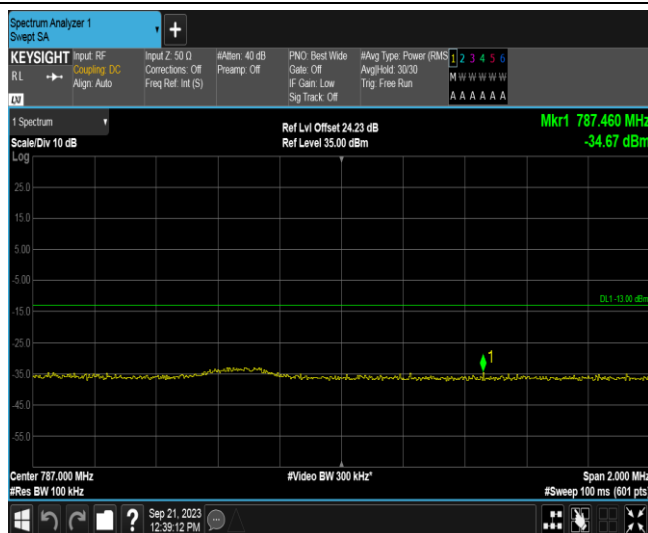 Spectrum Analyzer 1
Swept SA
+
KEYSIGHT
RL
Input: RF
Coupling: DC
Align: Auto
Input Z: 50 Ω
Corrections: Off
Freq Ref: Int (S)
#Atten: 40 dB
Preamp: Off
PNO: Best Wide
Gate: Off
IF Gain: Low
Sig Track: Off
#Avg Type: Power (RMS
Avg|Hold: 30/30
Trig: Free Run
1 2 3 4 5 6
M W W W W W
A A A A A A
1 Spectrum
Scale/Div 10 dB
Ref Lvl Offset 24.23 dB
Ref Level 35.00 dBm
Mkr1 787.460 MHz
-34.67 dBm
Log
25.0
15.0
5.00
-5.00
DL1 -13.00 dBm
-15.0
-25.0
1
-35.0
-45.0
-55.0
Center 787.000 MHz
#Res BW 100 kHz
#Video BW 300 kHz*
Span 2.000 MHz
#Sweep 100 ms (601 pts)
?
Sep 21, 2023
12:39:12 PM